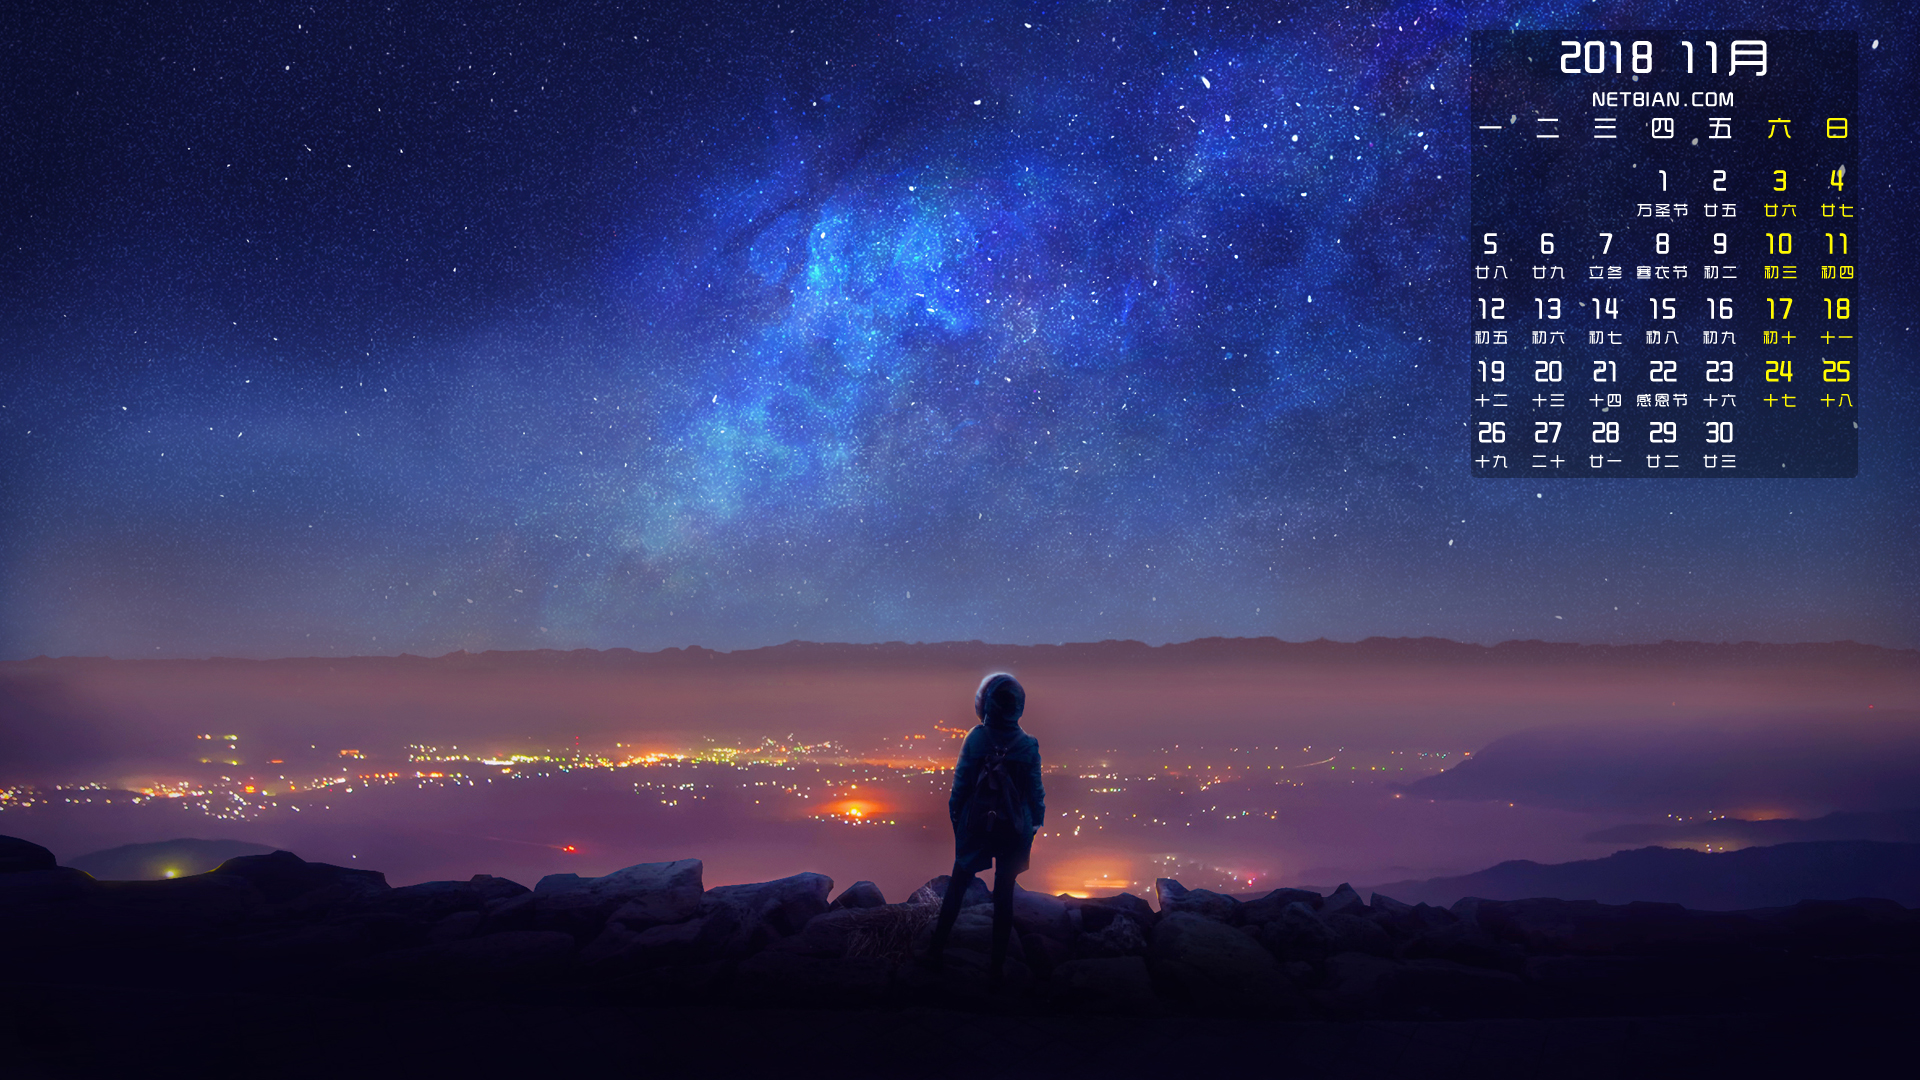 2018 11月
NETBIAN.COM
一 二 三 四 五 六 日
1 2 3 4
万圣节 廿五 廿六 廿七
5 6 7 8 9 10 11
廿八 廿九 立冬 寒衣节 初二 初三 初四
12 13 14 15 16 17 18
初五 初六 初七 初八 初九 初十 十一
19 20 21 22 23 24 25
十二 十三 十四 感恩节 十六 十七 十八
26 27 28 29 30
十九 二十 廿一 廿二 廿三